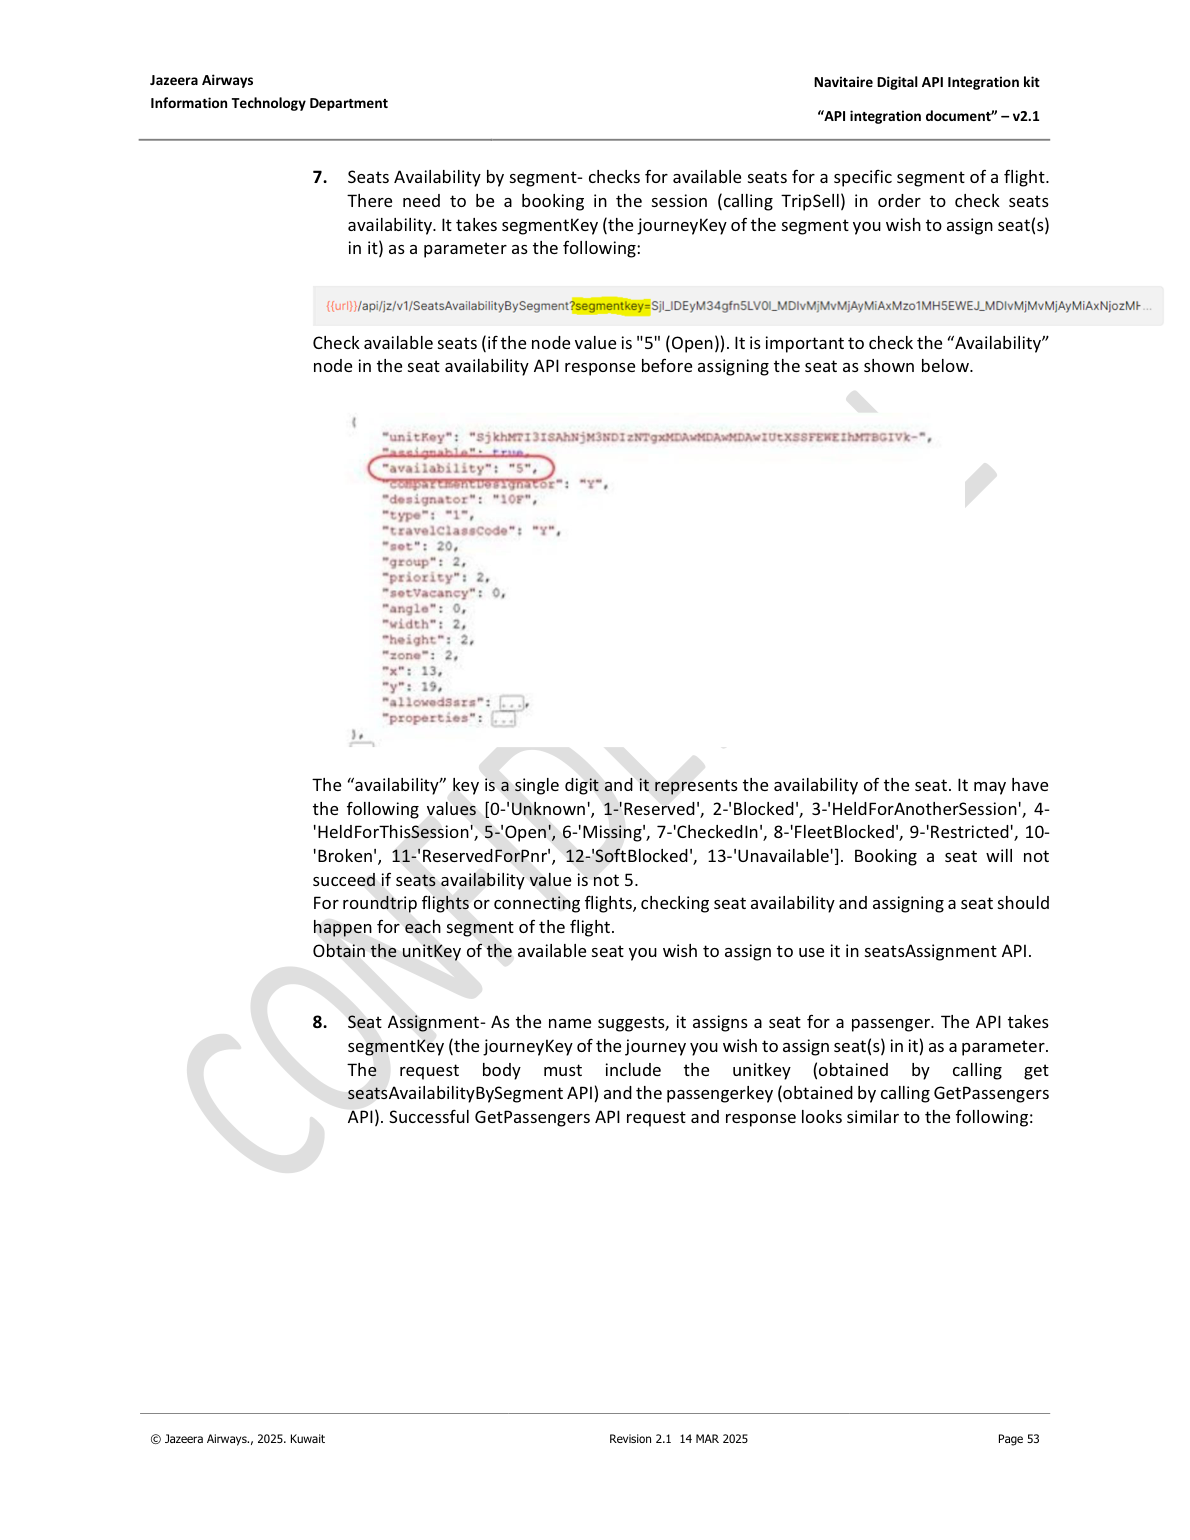 Jazeera Airways
Information Technology Department
Navitaire Digital API Integration kit
“API integration document” – v2.1
7. Seats Availability by segment- checks for available seats for a specific segment of a flight.
There need to be a booking in the session (calling TripSell) in order to check seats
availability. It takes segmentKey (the journeyKey of the segment you wish to assign seat(s)
in it) as a parameter as the following:
{{url}}/api/jz/v1/SeatsAvailabilityBySegment?segmentkey=
Check available seats (if the node value is "5" (Open)). It is important to check the “Availability”
node in the seat availability API response before assigning the seat as shown below.
{
"unitKey":
"assignable": true,
"availability": "5",
"compartmentDesignator": "Y",
"designator": "10F",
"type": "1",
"travelClassCode": "Y",
"set": 20,
"group": 2,
"priority": 2,
"setVacancy": 0,
"angle": 0,
"width": 2,
"height": 2,
"zone": 2,
"x": 13,
"y": 19,
"allowedSsrs": ...,
"properties": ...
},
The “availability” key is a single digit and it represents the availability of the seat. It may have
the following values [0-'Unknown', 1-'Reserved', 2-'Blocked', 3-'HeldForAnotherSession', 4-
'HeldForThisSession', 5-'Open', 6-'Missing', 7-'CheckedIn', 8-'FleetBlocked', 9-'Restricted', 10-
'Broken', 11-'ReservedForPnr', 12-'SoftBlocked', 13-'Unavailable']. Booking a seat will not
succeed if seats availability value is not 5.
For roundtrip flights or connecting flights, checking seat availability and assigning a seat should
happen for each segment of the flight.
Obtain the unitKey of the available seat you wish to assign to use it in seatsAssignment API.
8. Seat Assignment- As the name suggests, it assigns a seat for a passenger. The API takes
segmentKey (the journeyKey of the journey you wish to assign seat(s) in it) as a parameter.
The request body must include the unitkey (obtained by calling get
seatsAvailabilityBySegment API) and the passengerkey (obtained by calling GetPassengers
API). Successful GetPassengers API request and response looks similar to the following:
© Jazeera Airways., 2025. Kuwait
Revision 2.1 14 MAR 2025
Page 53